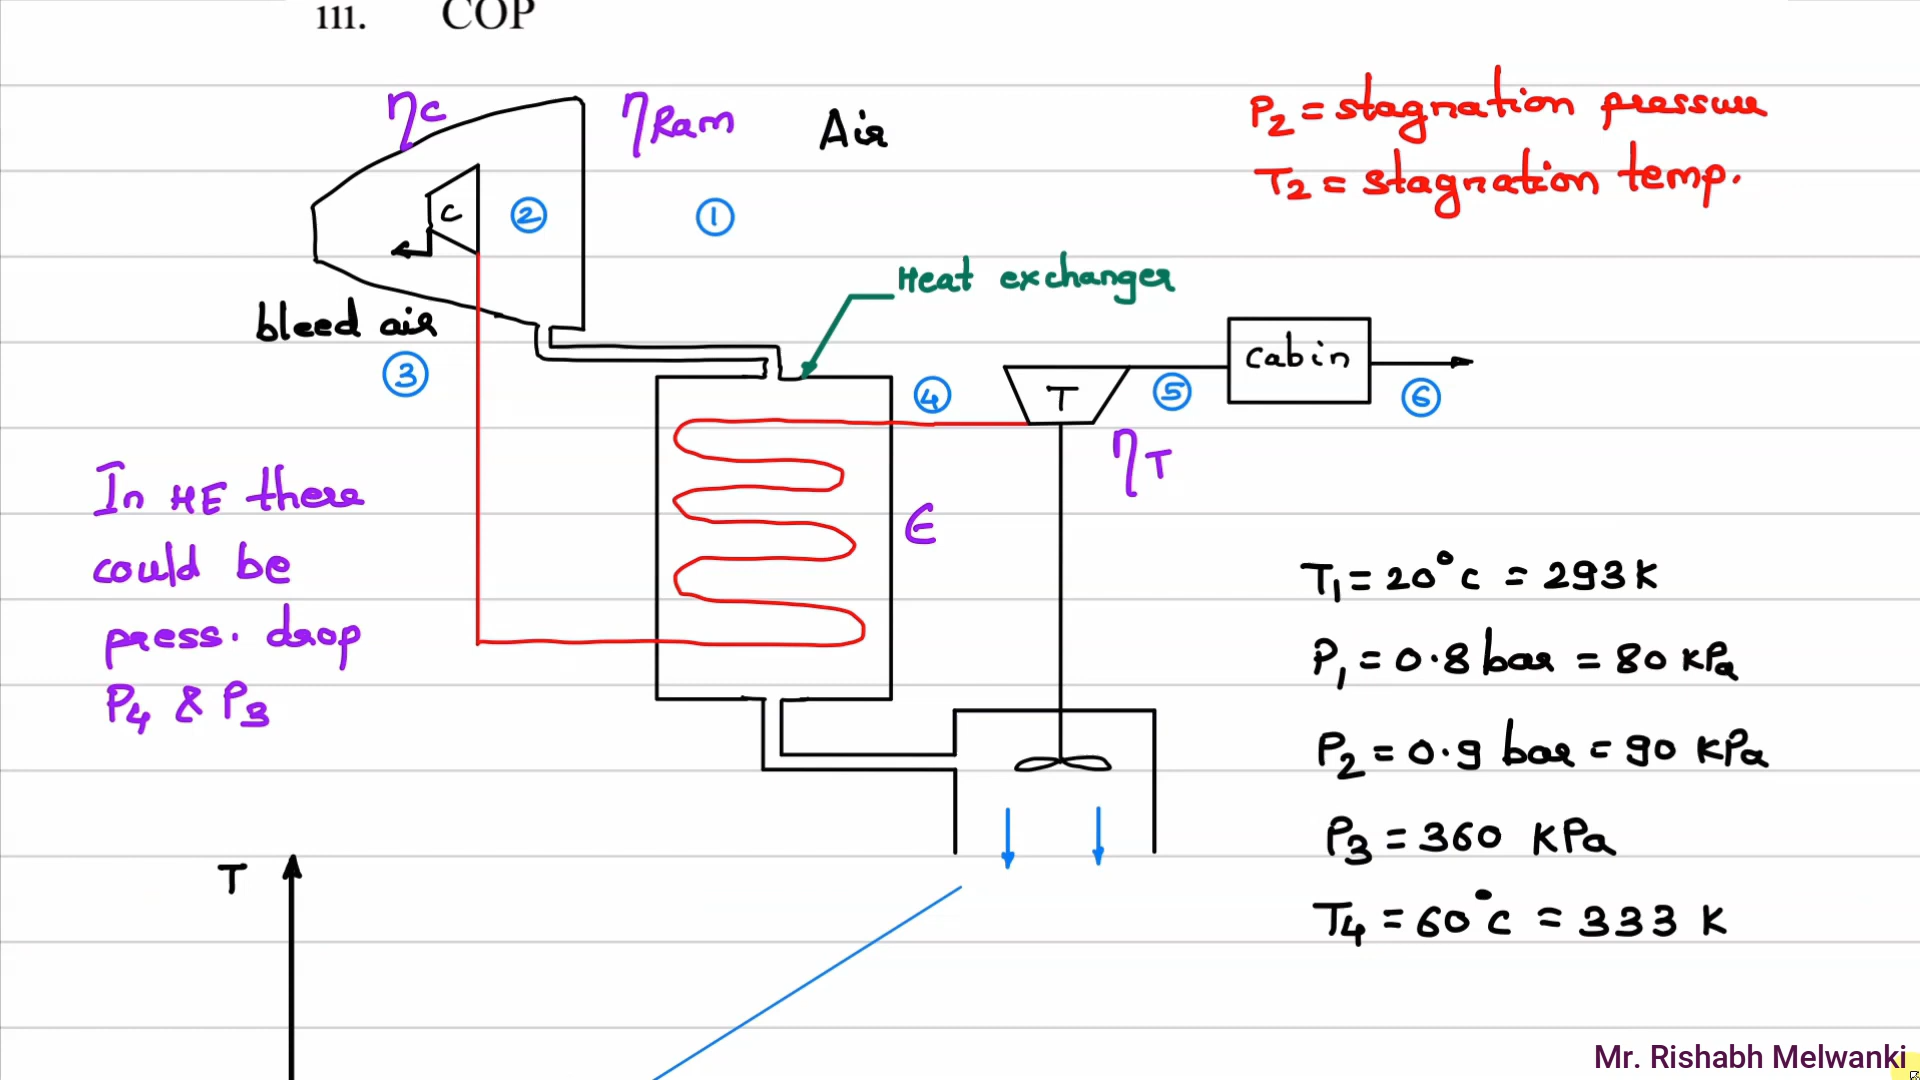 iii. COP
ηc
ηRam
Air
P2 = stagnation pressure
T2 = stagnation temp.
C
②
①
Heat exchanger
bleed air
③
cabin
④
T
⑤
⑥
ηT
In HE there
could be
press. drop
P4 & P3
ϵ
T1 = 20°c = 293K
P1 = 0.8 bar = 80 kPa
P2 = 0.9 bar = 90 kPa
P3 = 360 kPa
T4 = 60°c = 333 K
T
Mr. Rishabh Melwanki